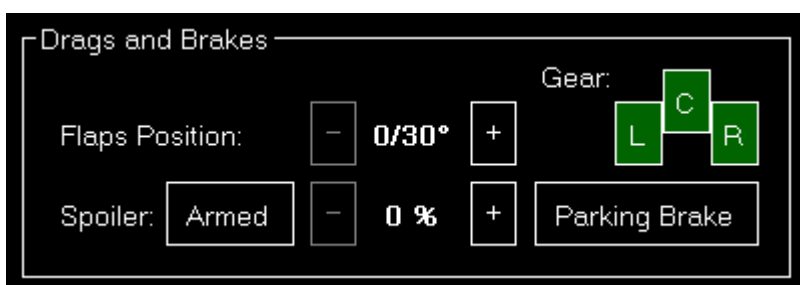 Drags and Brakes
Gear:
C
L R
Flaps Position: − 0/30° +
Spoiler: Armed − 0 % + Parking Brake